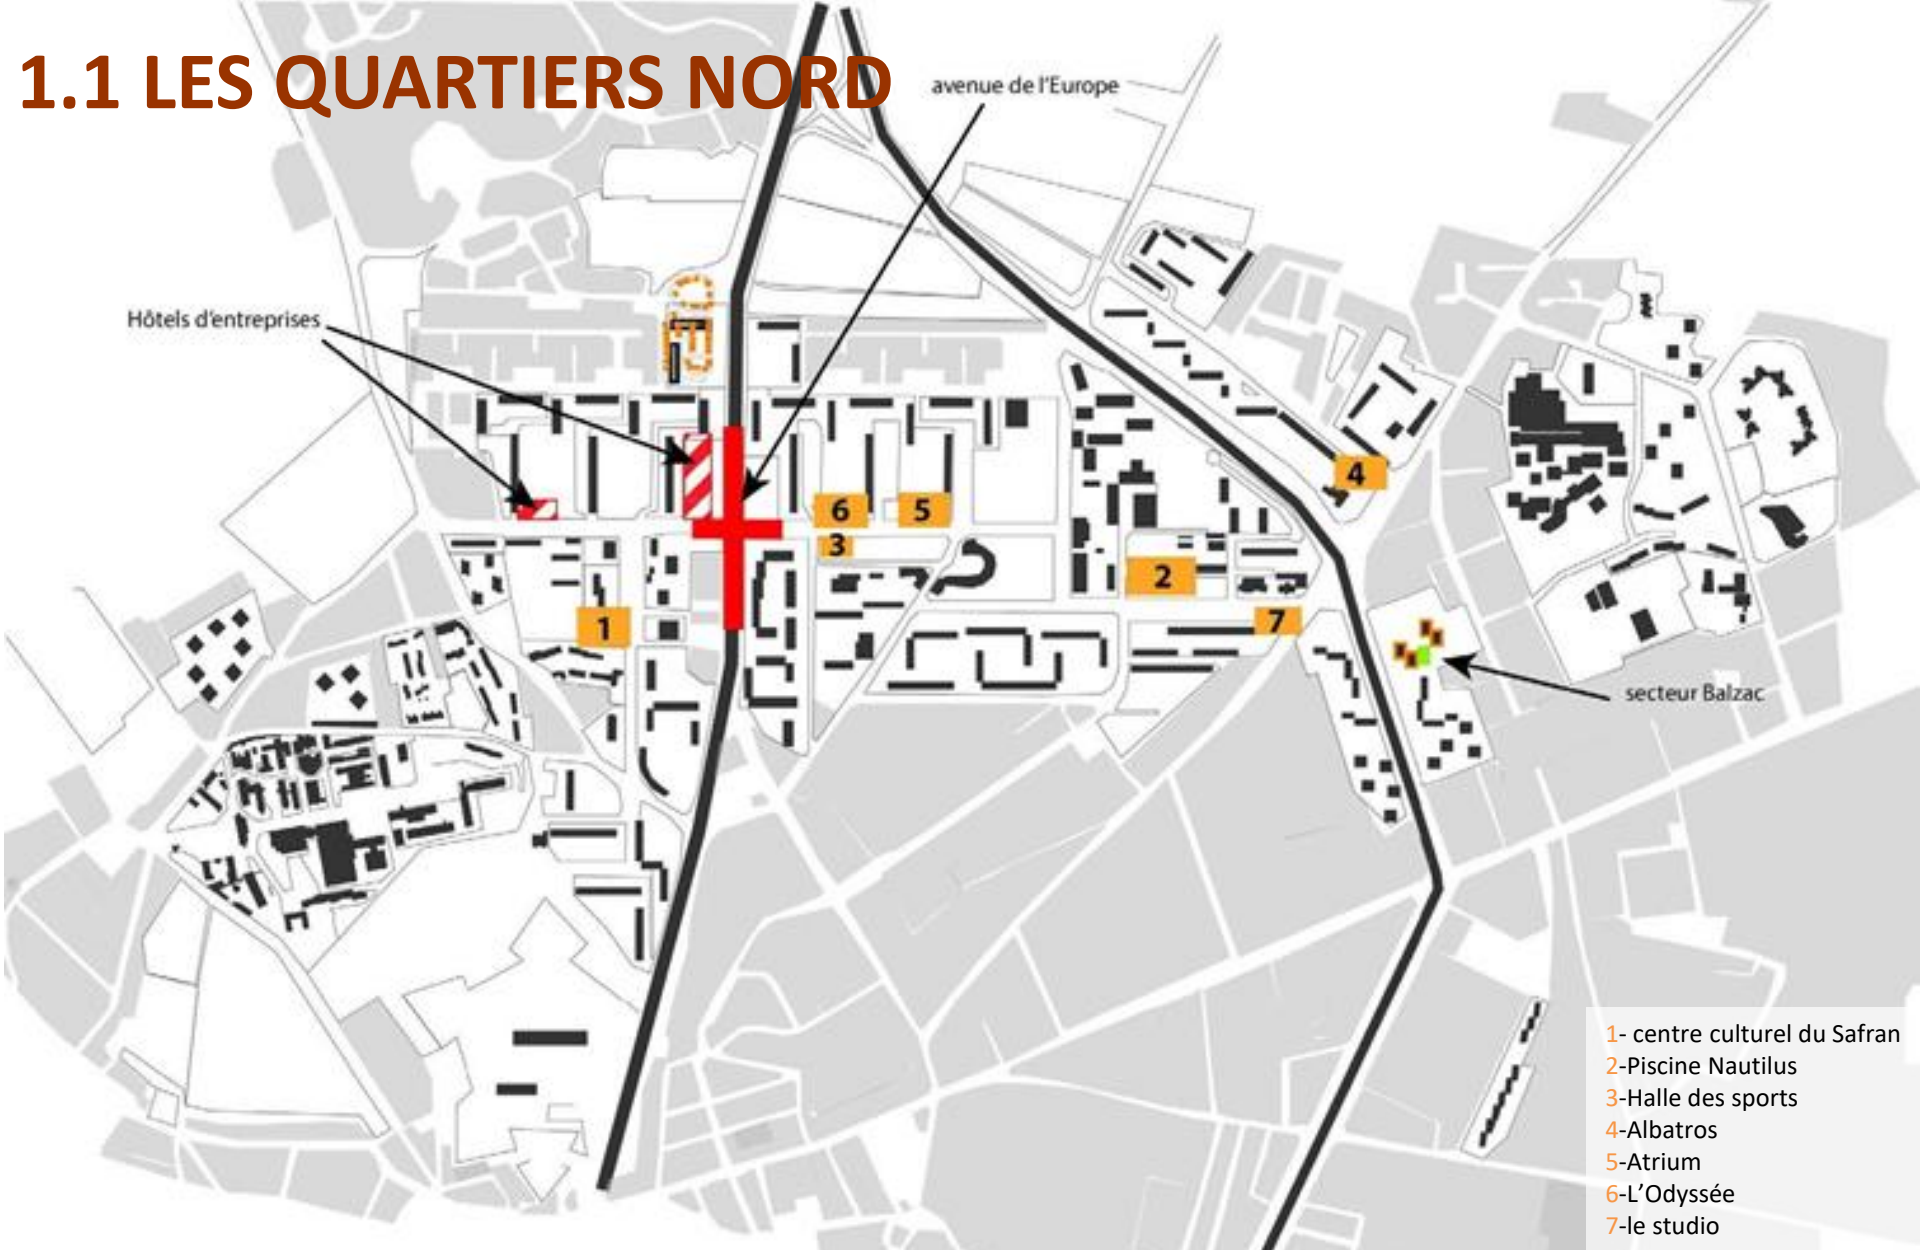 1.1 LES QUARTIERS NORD
avenue de l'Europe
Hôtels d'entreprises
4
6
5
3
2
1
7
secteur Balzac
1- centre culturel du Safran
2-Piscine Nautilus
3-Halle des sports
4-Albatros
5-Atrium
6-L'Odyssée
7-le studio